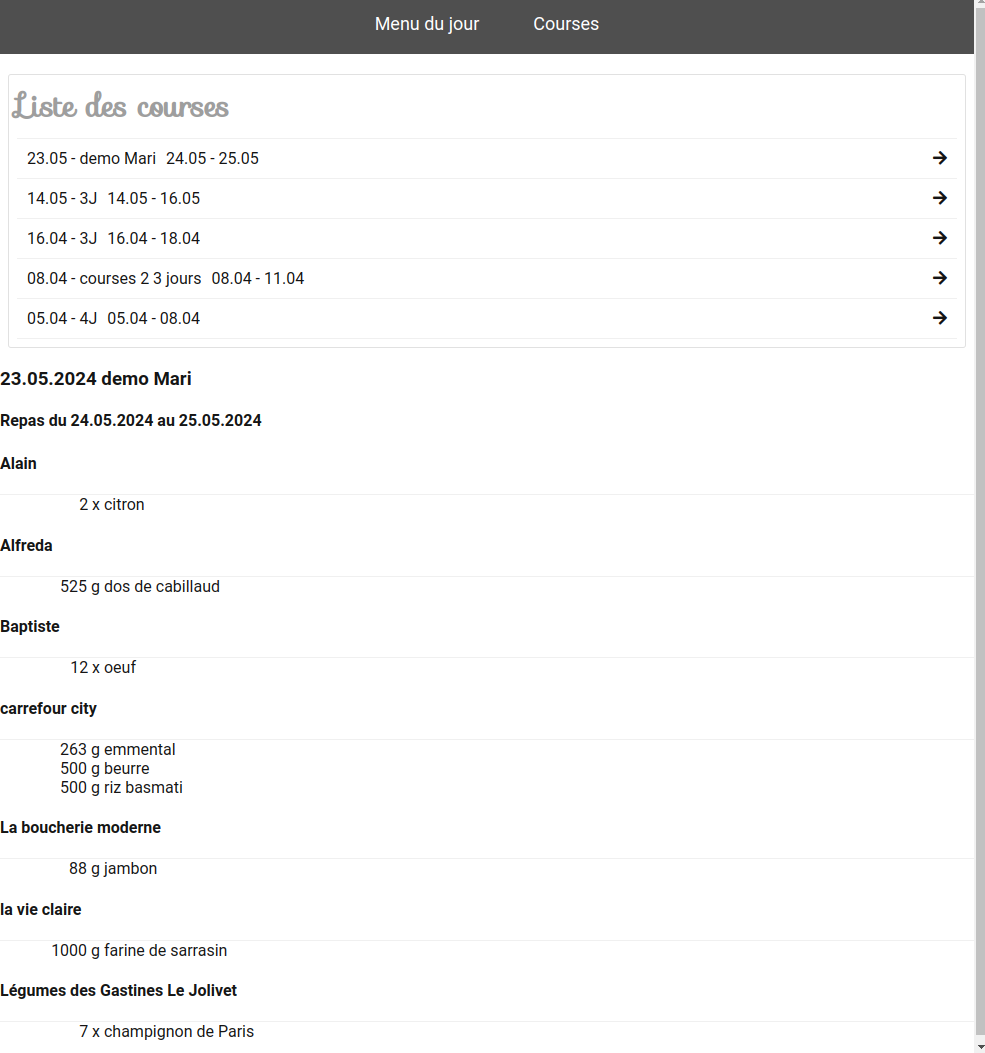 Menu du jour Courses
Liste des courses
23.05 - demo Mari 24.05 - 25.05
14.05 - 3J 14.05 - 16.05
16.04 - 3J 16.04 - 18.04
08.04 - courses 2 3 jours 08.04 - 11.04
05.04 - 4J 05.04 - 08.04
23.05.2024 demo Mari
Repas du 24.05.2024 au 25.05.2024
Alain
2 x citron
Alfreda
525 g dos de cabillaud
Baptiste
12 x oeuf
carrefour city
263 g emmental
500 g beurre
500 g riz basmati
La boucherie moderne
88 g jambon
la vie claire
1000 g farine de sarrasin
Légumes des Gastines Le Jolivet
7 x champignon de Paris